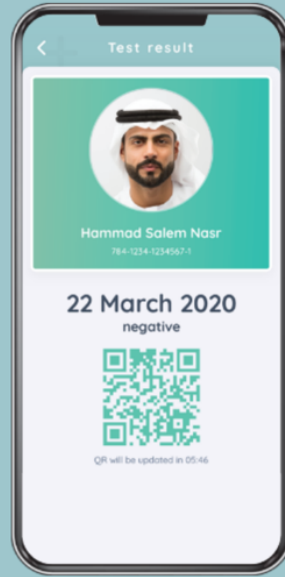 Test result
Hammad Salem Nasr
784-1234-1234567-1
22 March 2020
negative
QR will be updated in 05:46